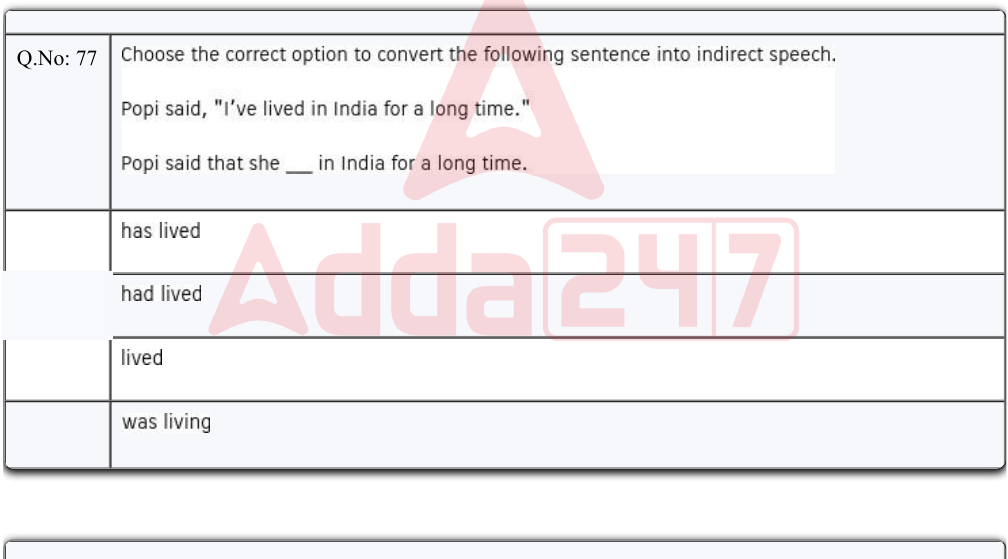 Q.No: 77
Choose the correct option to convert the following sentence into indirect speech.
Popi said, "I’ve lived in India for a long time."
Popi said that she ___ in India for a long time.
has lived
had lived
lived
was living
Adda247